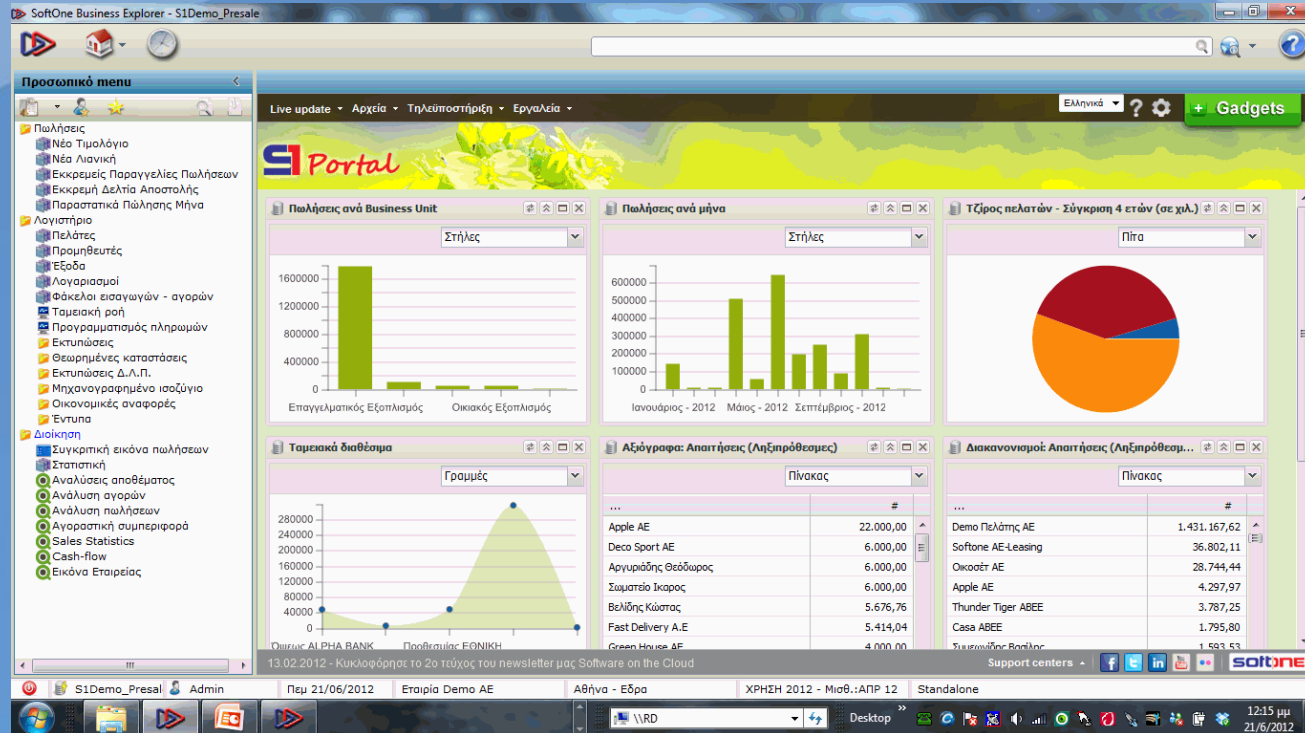 SoftOne Business Explorer - S1Demo_Presale
Προσωπικό menu
Πωλήσεις
Νέο Τιμολόγιο
Νέα Λιανική
Εκκρεμείς Παραγγελίες Πωλήσεων
Εκκρεμή Δελτία Αποστολής
Παραστατικά Πώλησης Μήνα
Λογιστήριο
Πελάτες
Προμηθευτές
Έξοδα
Λογαριασμοί
Φάκελοι εισαγωγών - αγορών
Ταμειακή ροή
Προγραμματισμός πληρωμών
Εκτυπώσεις
Θεωρημένες καταστάσεις
Εκτυπώσεις Δ.Λ.Π.
Μηχανογραφημένο ισοζύγιο
Οικονομικές αναφορές
Έντυπα
Διοίκηση
Συγκριτική εικόνα πωλήσεων
Στατιστική
Αναλύσεις αποθέματος
Ανάλυση αγορών
Ανάλυση πωλήσεων
Αγοραστική συμπεριφορά
Sales Statistics
Cash-flow
Εικόνα Εταιρείας
Live update Αρχεία Τηλεϋποστήριξη Εργαλεία Ελληνικά ? + Gadgets
S1 Portal
Πωλήσεις ανά Business Unit
Στήλες
1600000
1200000
800000
400000
0
Επαγγελματικός Εξοπλισμός Οικιακός Εξοπλισμός
Πωλήσεις ανά μήνα
Στήλες
600000
500000
400000
300000
200000
100000
0
Ιανουάριος - 2012 Μάιος - 2012 Σεπτέμβριος - 2012
Τζίρος πελατών - Σύγκριση 4 ετών (σε χιλ.)
Πίτα
Ταμειακά διαθέσιμα
Γραμμές
280000
240000
200000
160000
120000
80000
40000
0
Όψεως ALPHA BANK Προθεσμίας ΕΘΝΙΚΗ
Αξιόγραφα: Απαιτήσεις (Ληξιπρόθεσμες)
Πίνακας
... #
Apple AE 22.000,00
Deco Sport AE 6.000,00
Αργυριάδης Θεόδωρος 6.000,00
Σωματείο Ικαρος 6.000,00
Βελίδης Κώστας 5.676,76
Fast Delivery A.E 5.414,04
Green House AE 4.000,00
Διακανονισμοί: Απαιτήσεις (Ληξιπρόθεσμ...
Πίνακας
... #
Demo Πελάτης ΑΕ 1.431.167,62
Softone AE-Leasing 36.802,11
Οικοσέτ ΑΕ 28.744,44
Apple AE 4.297,97
Thunder Tiger ABEE 3.787,25
Casa ABEE 1.795,80
Συμεωνίδης Βασίλης 1.593,53
13.02.2012 - Κυκλοφόρησε το 2ο τεύχος του newsletter μας Software on the Cloud
Support centers
softone
S1Demo_Presal Admin Πεμ 21/06/2012 Εταιρία Demo AE Αθήνα - Εδρα ΧΡΗΣΗ 2012 - Μισθ.:ΑΠΡ 12 Standalone
\\RD Desktop
12:15 μμ
21/6/2012